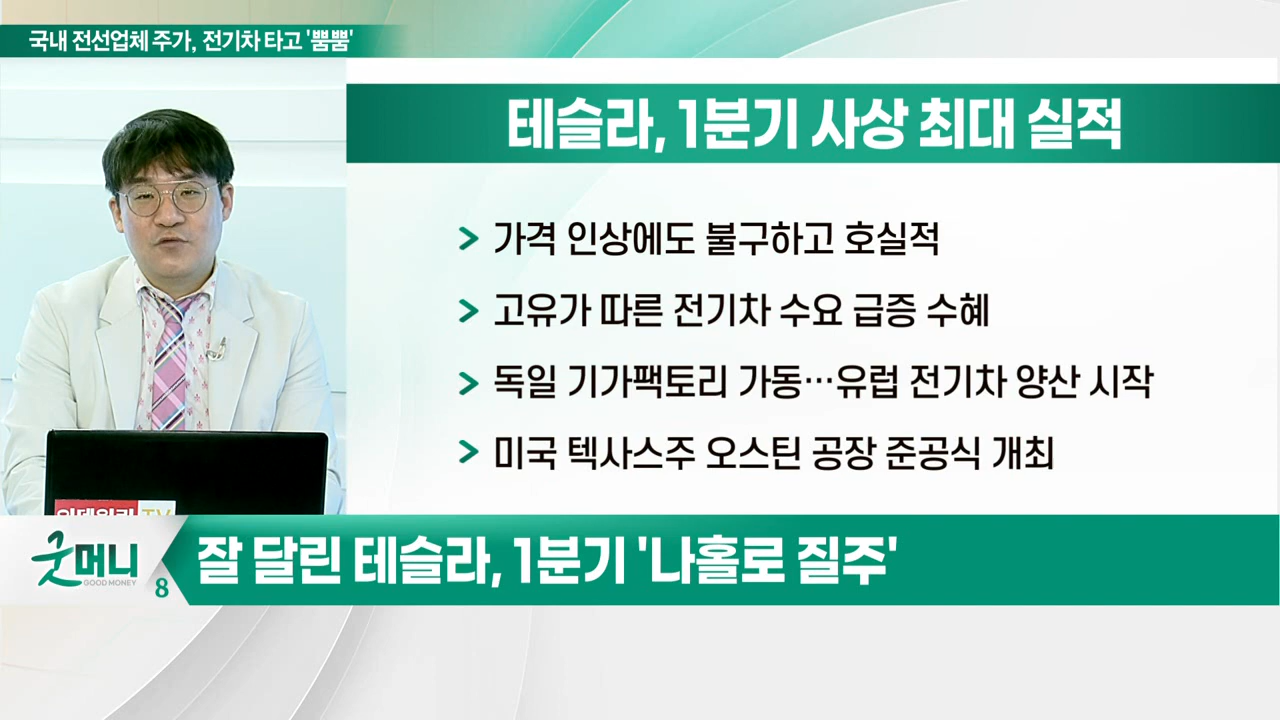 국내 전선업체 주가, 전기차 타고 '뿜뿜'
테슬라, 1분기 사상 최대 실적
> 가격 인상에도 불구하고 호실적
> 고유가 따른 전기차 수요 급증 수혜
> 독일 기가팩토리 가동…유럽 전기차 양산 시작
> 미국 텍사스주 오스틴 공장 준공식 개최
이데일리 TV
굿머니
GOOD MONEY
8
잘 달린 테슬라, 1분기 '나홀로 질주'